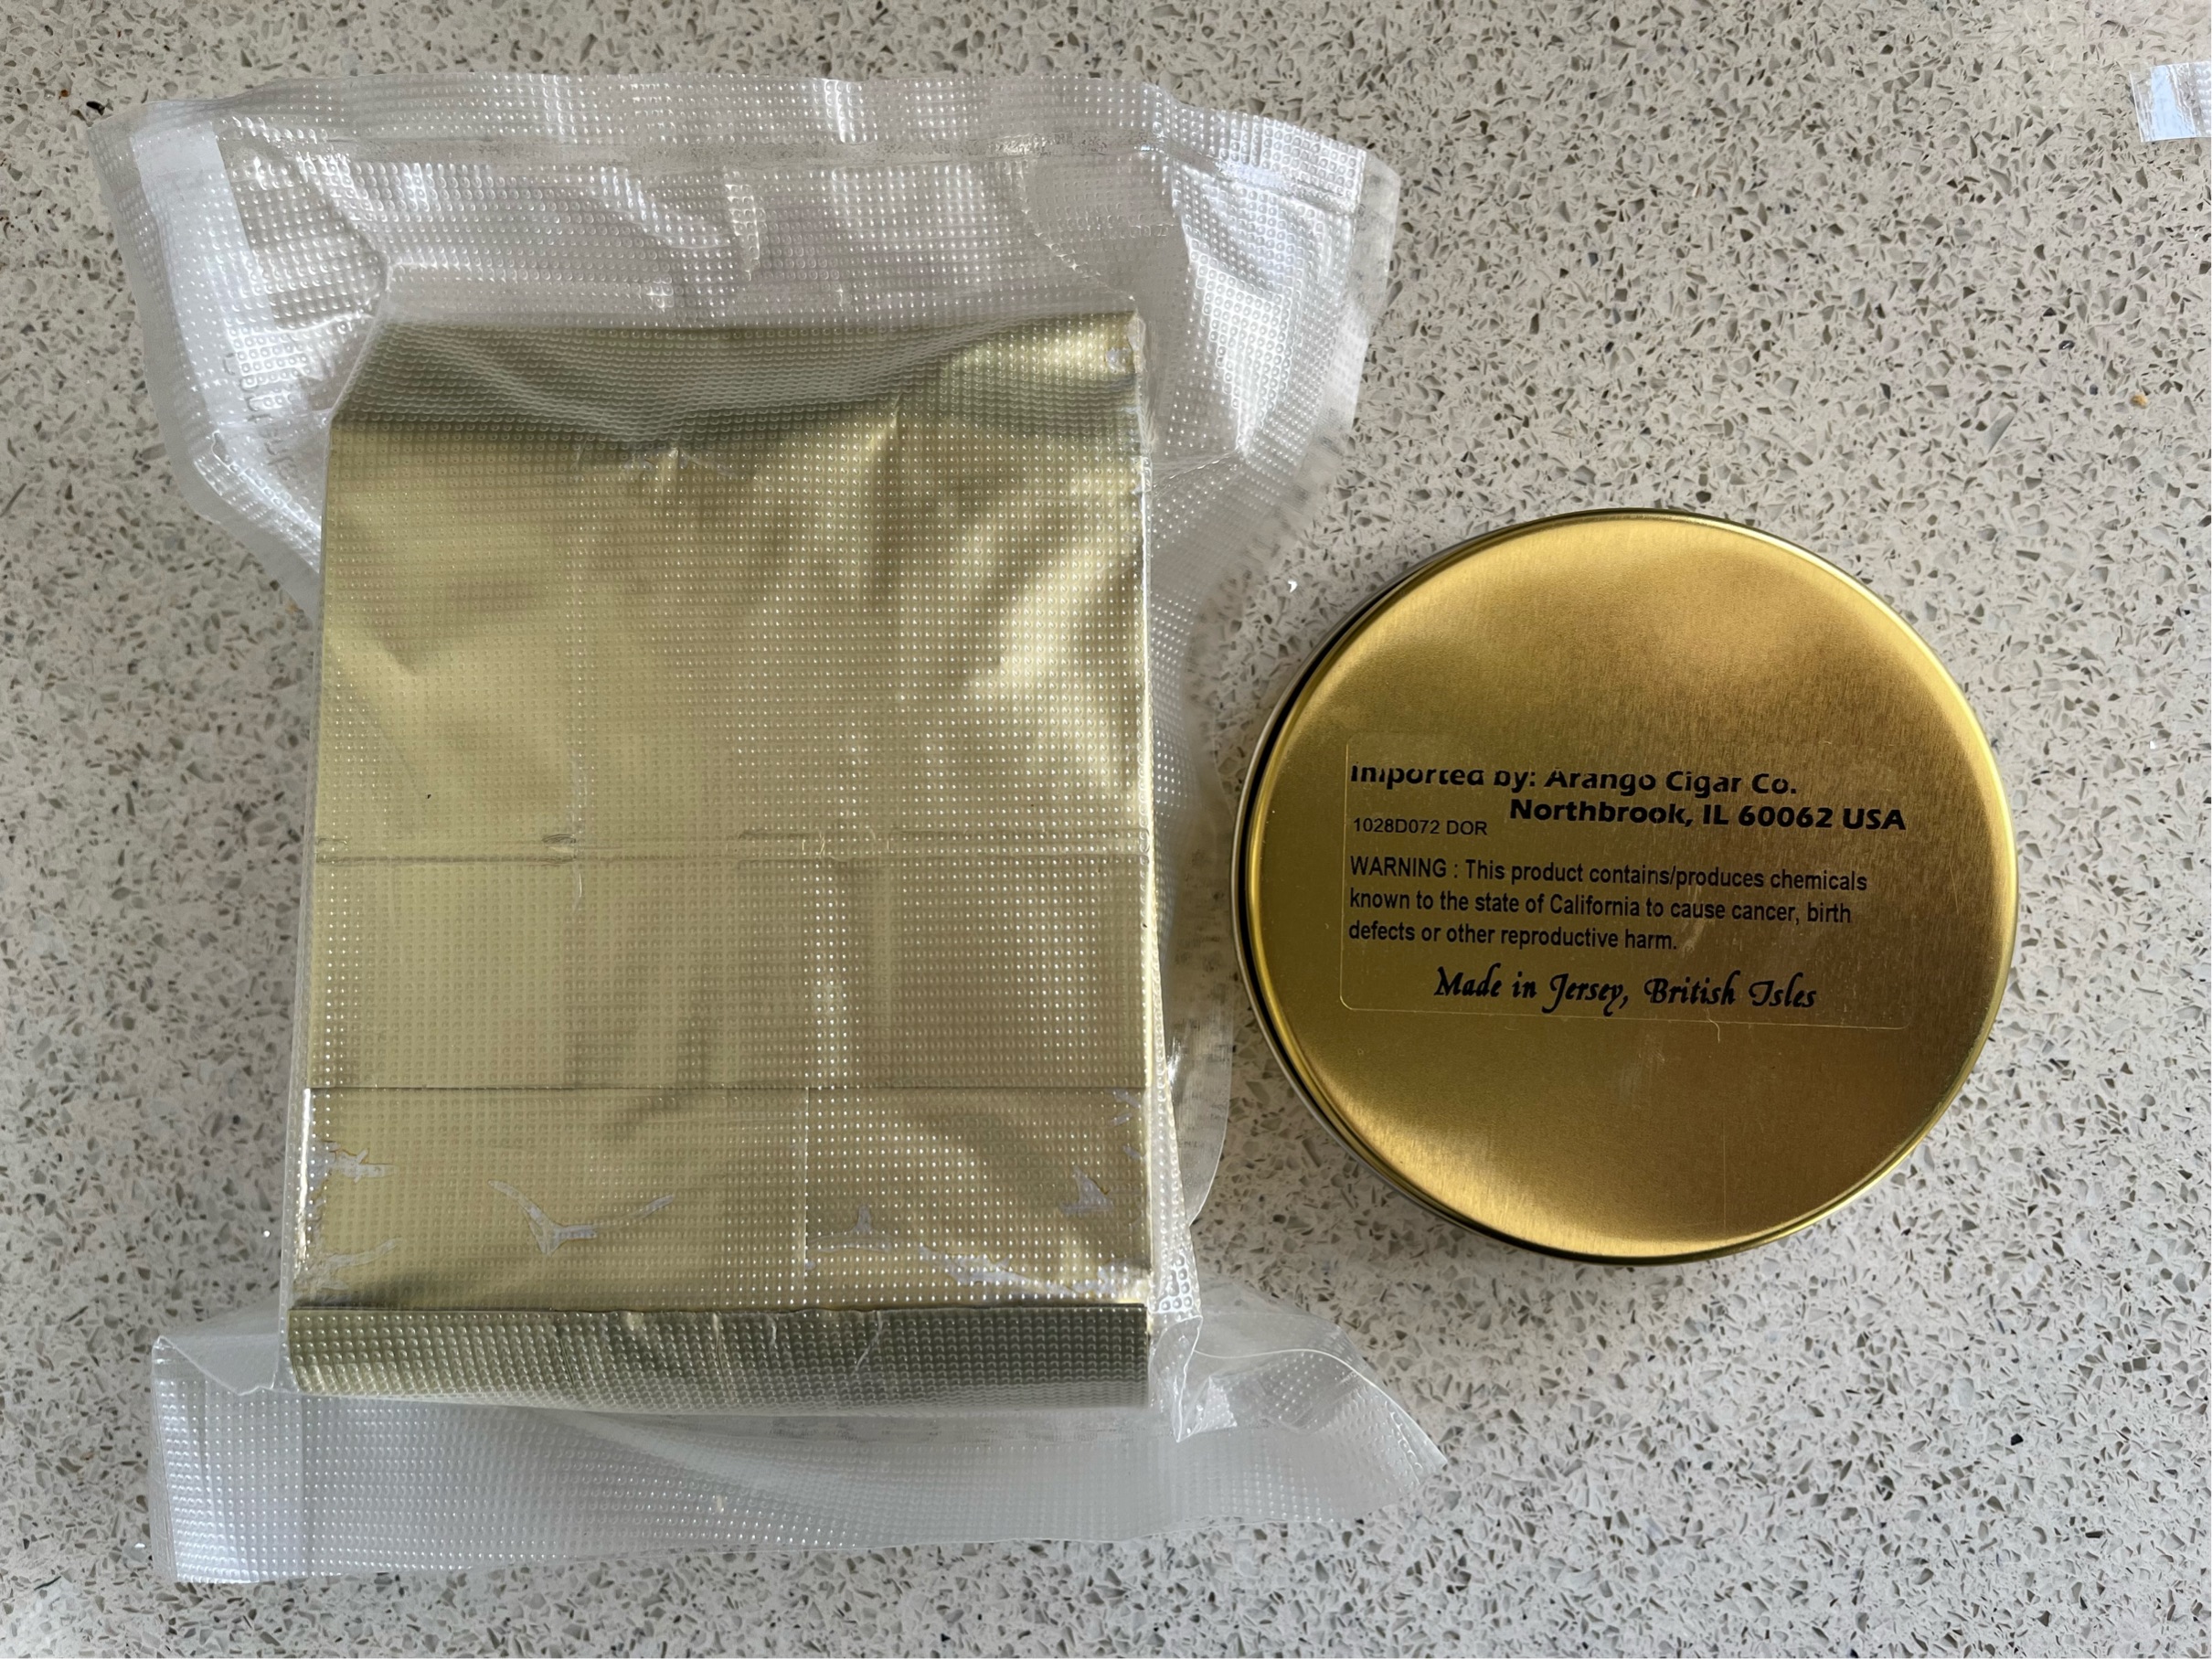 Imported by: Arango Cigar Co.
Northbrook, IL 60062 USA
1028D072 DOR
WARNING : This product contains/produces chemicals
known to the state of California to cause cancer, birth
defects or other reproductive harm.
Made in Jersey, British Isles